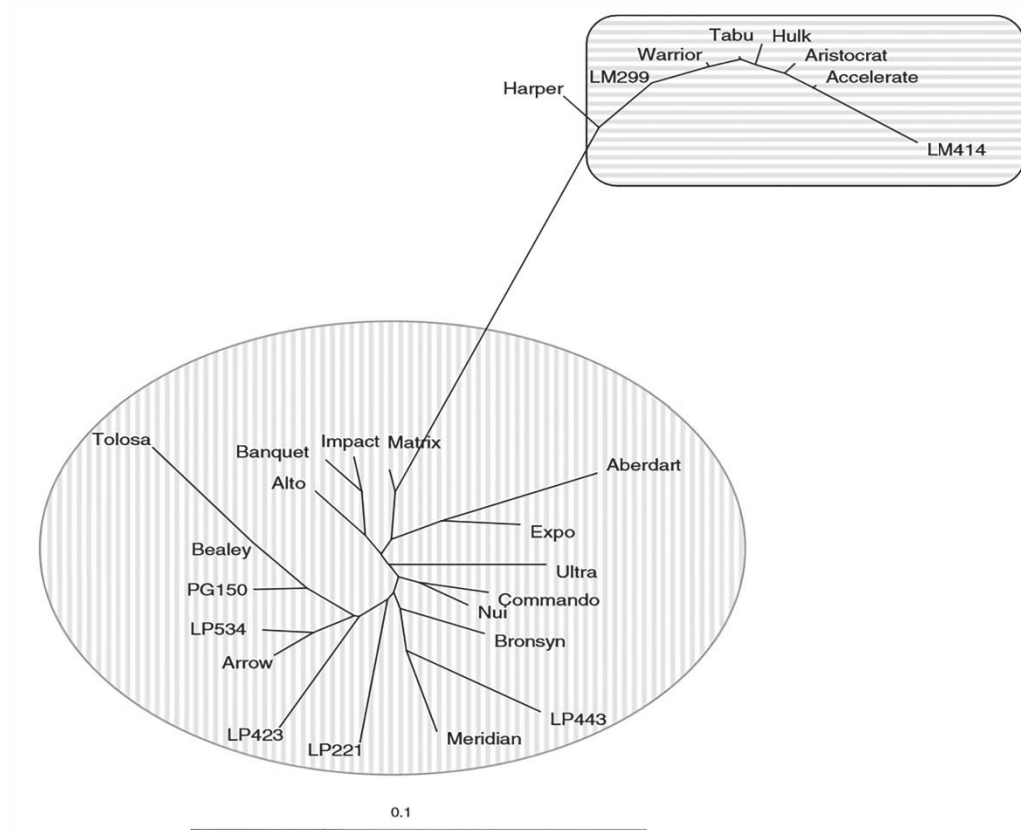 Tabu
Hulk
Warrior
Aristocrat
LM299
Accelerate
Harper
LM414
Tolosa
Impact
Matrix
Banquet
Alto
Aberdart
Expo
Bealey
Ultra
PG150
Commando
Nui
LP534
Bronsyn
Arrow
LP443
LP423
Meridian
LP221
0.1